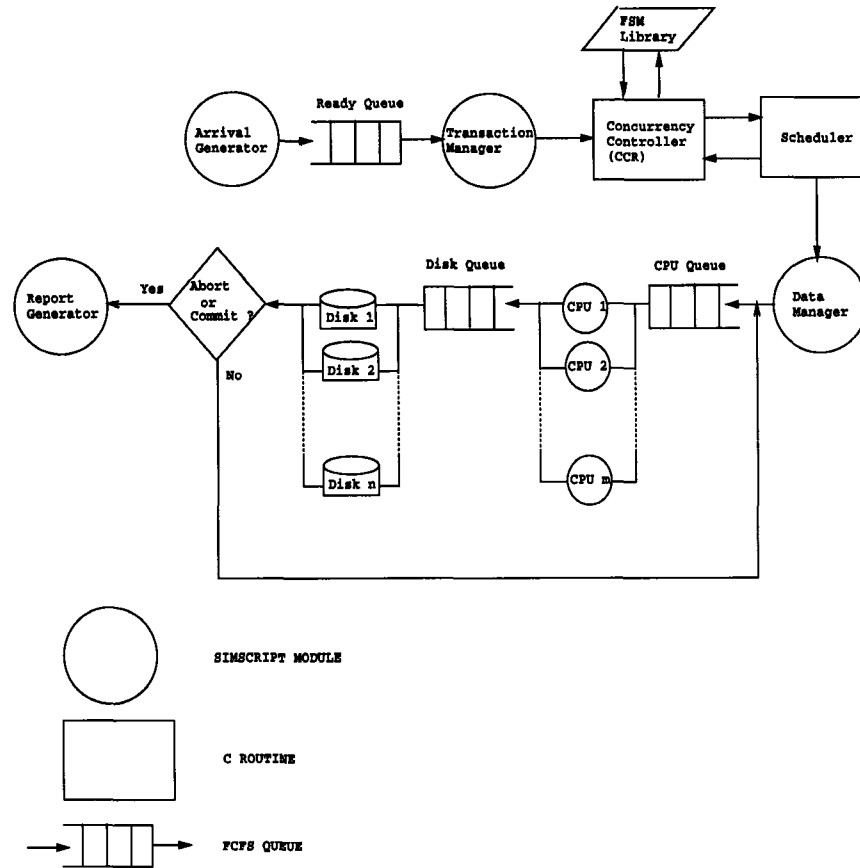 FSM
Library
Ready Queue
Arrival
Generator
Transaction
Manager
Concurrency
Controller
(CCR)
Scheduler
Disk Queue
CPU Queue
Yes
Report
Generator
Abort
or
Commit ?
Disk 1
CPU 1
Data
Manager
No
Disk 2
CPU 2
Disk n
CPU m
SIMSCRIPT MODULE
C ROUTINE
FCFS QUEUE